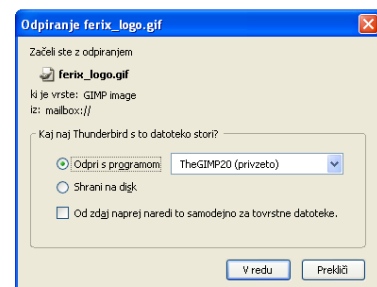 Odpiranje ferix_logo.gif
Začeli ste z odpiranjem
ferix_logo.gif
ki je vrste: GIMP image
iz: mailbox://
Kaj naj Thunderbird s to datoteko stori?
Odpri s programom TheGIMP20 (privzeto)
Shrani na disk
Od zdaj naprej naredi to samodejno za tovrstne datoteke.
V redu Prekliči